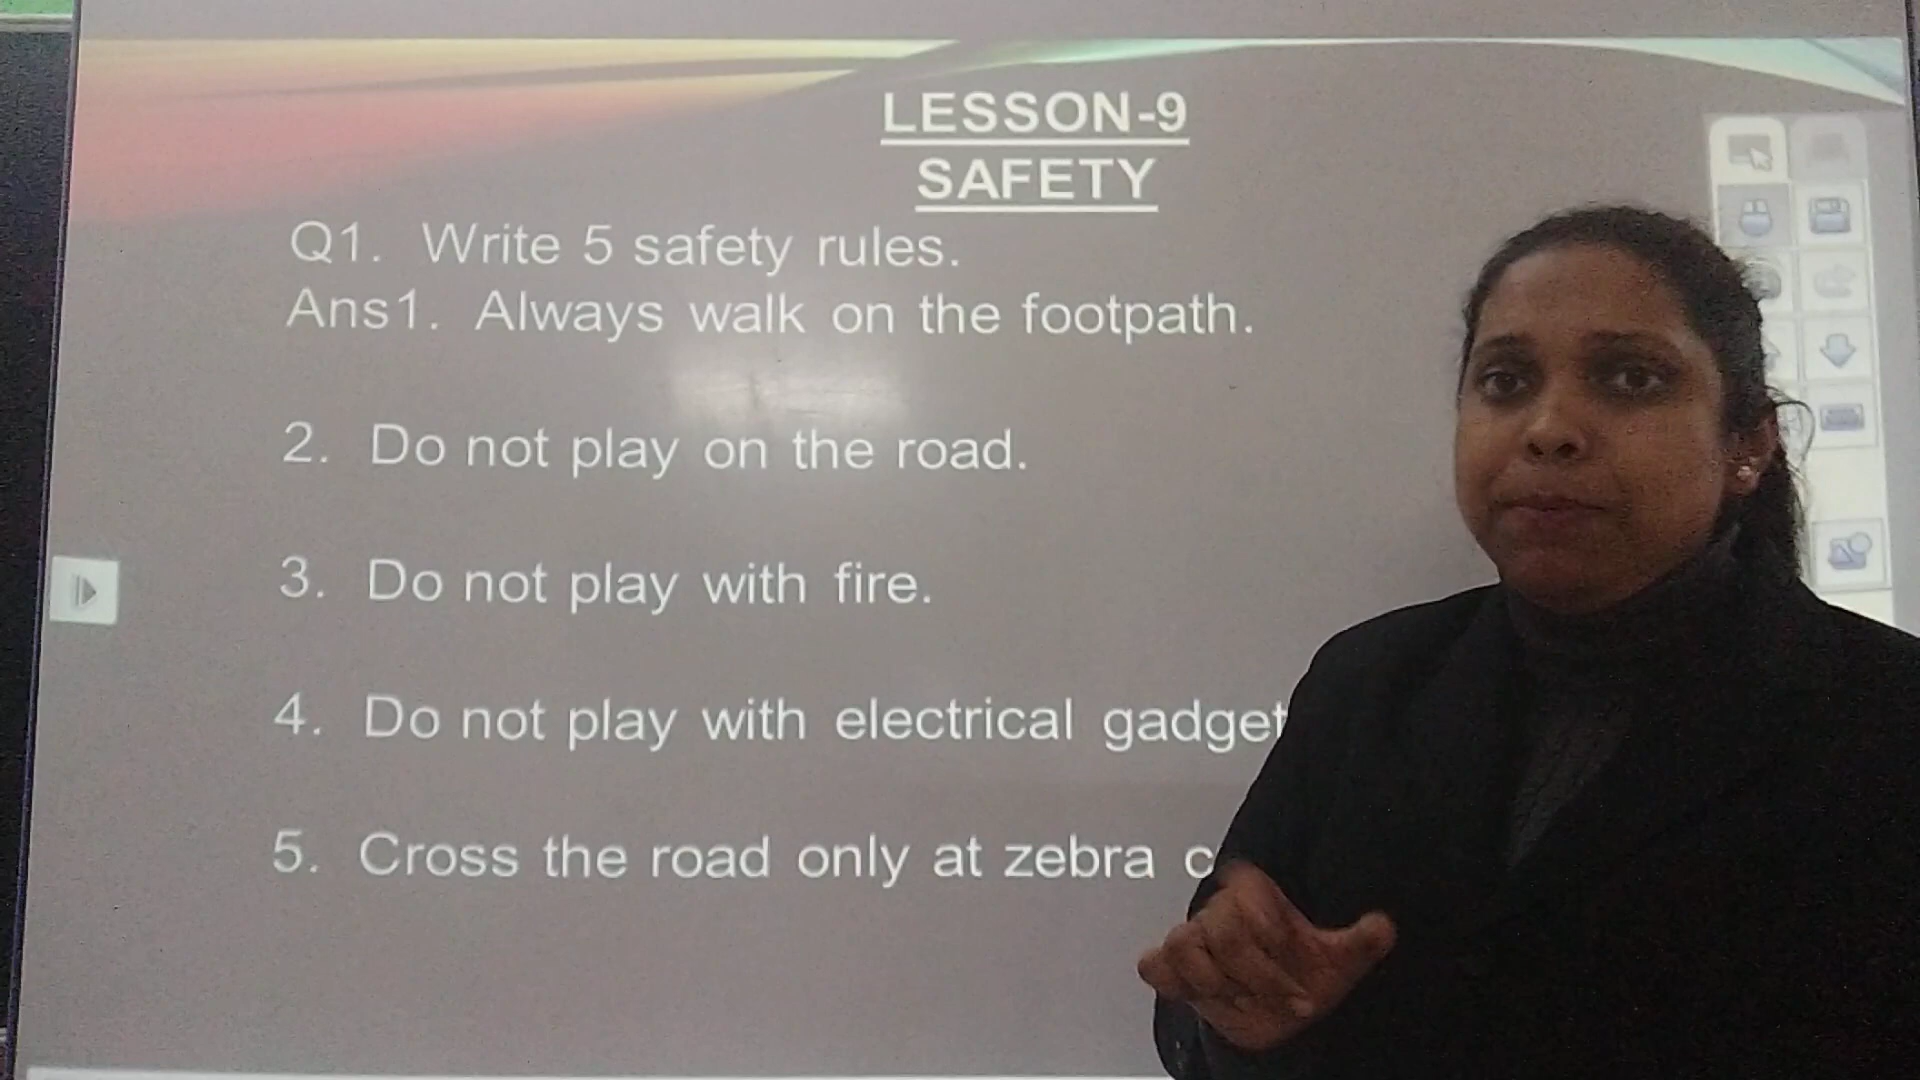 LESSON-9
SAFETY
Q1. Write 5 safety rules.
Ans1. Always walk on the footpath.
2. Do not play on the road.
3. Do not play with fire.
4. Do not play with electrical gadget
5. Cross the road only at zebra c